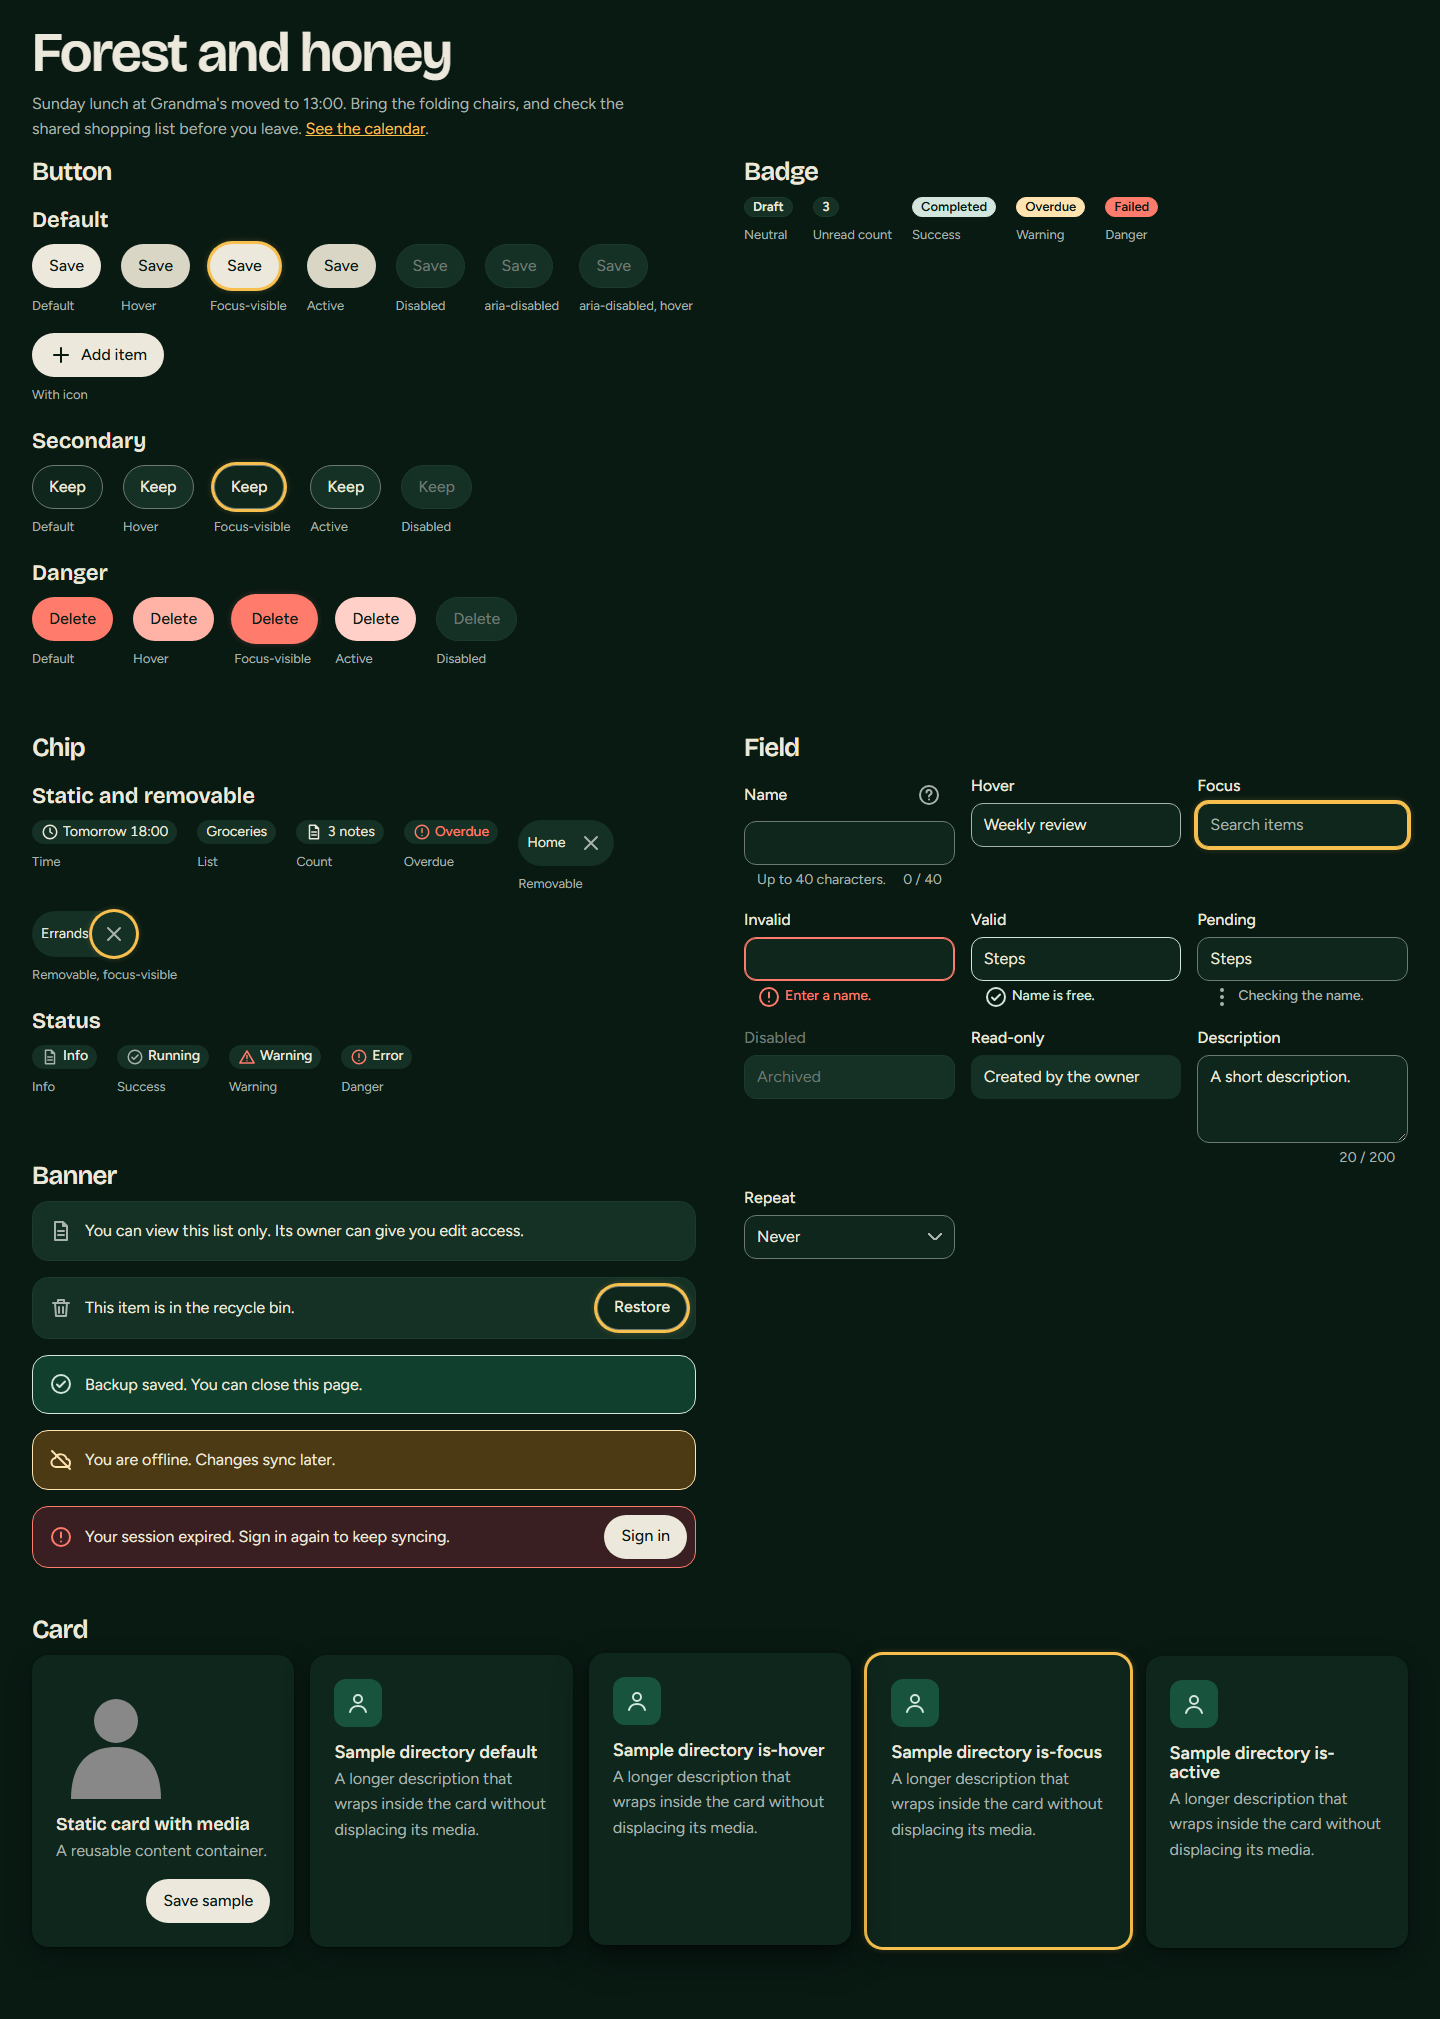 Forest and honey
Sunday lunch at Grandma's moved to 13:00. Bring the folding chairs, and check the
shared shopping list before you leave. See the calendar.
Button
Default
Save Save Save Save Save Save Save
Default Hover Focus-visible Active Disabled aria-disabled aria-disabled, hover
Add item
With icon
Secondary
Keep Keep Keep Keep Keep
Default Hover Focus-visible Active Disabled
Danger
Delete Delete Delete Delete Delete
Default Hover Focus-visible Active Disabled
Badge
Draft 3 Completed Overdue Failed
Neutral Unread count Success Warning Danger
Chip
Static and removable
Tomorrow 18:00 Groceries 3 notes Overdue Home
Time List Count Overdue Removable
Errands
Removable, focus-visible
Status
Info Running Warning Error
Info Success Warning Danger
Field
Name Hover Focus
Weekly review Search items
Up to 40 characters. 0 / 40
Invalid Valid Pending
Steps Steps
Enter a name. Name is free. Checking the name.
Disabled Read-only Description
Archived Created by the owner A short description.
20 / 200
Repeat
Never
Banner
You can view this list only. Its owner can give you edit access.
This item is in the recycle bin. Restore
Backup saved. You can close this page.
You are offline. Changes sync later.
Your session expired. Sign in again to keep syncing. Sign in
Card
Static card with media
A reusable content container.
Save sample
Sample directory default
A longer description that
wraps inside the card without
displacing its media.
Sample directory is-hover
A longer description that
wraps inside the card without
displacing its media.
Sample directory is-focus
A longer description that
wraps inside the card without
displacing its media.
Sample directory is-
active
A longer description that
wraps inside the card without
displacing its media.